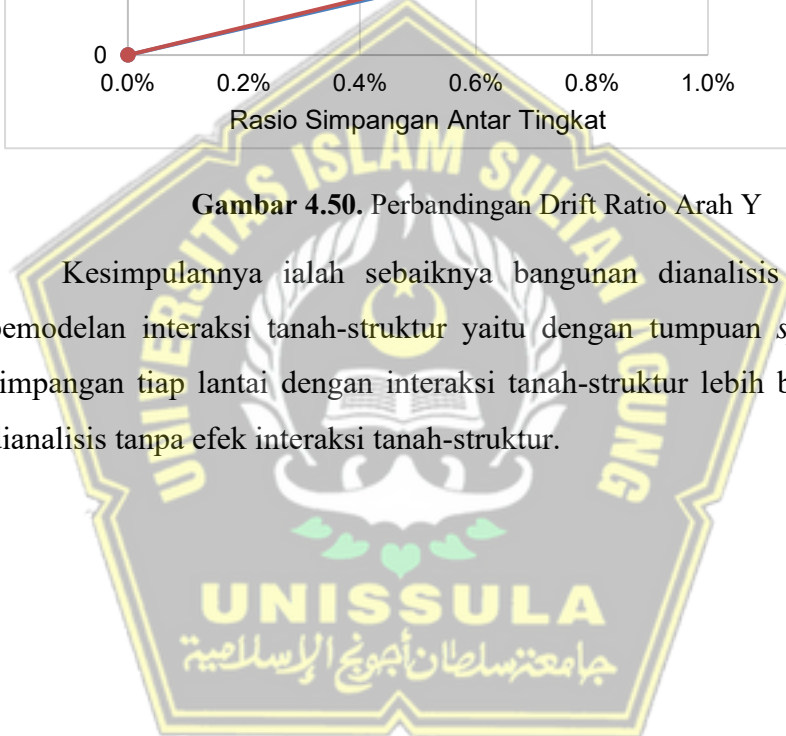 0
0.0% 0.2% 0.4% 0.6% 0.8% 1.0%
Rasio Simpangan Antar Tingkat
Gambar 4.50. Perbandingan Drift Ratio Arah Y
Kesimpulannya ialah sebaiknya bangunan dianalisis
pemodelan interaksi tanah-struktur yaitu dengan tumpuan
simpangan tiap lantai dengan interaksi tanah-struktur lebih
dianalisis tanpa efek interaksi tanah-struktur.
UNIVERSITAS ISLAM SULTAN AGUNG
UNISSULA
جامعتسلطان أجونج الإسلامية